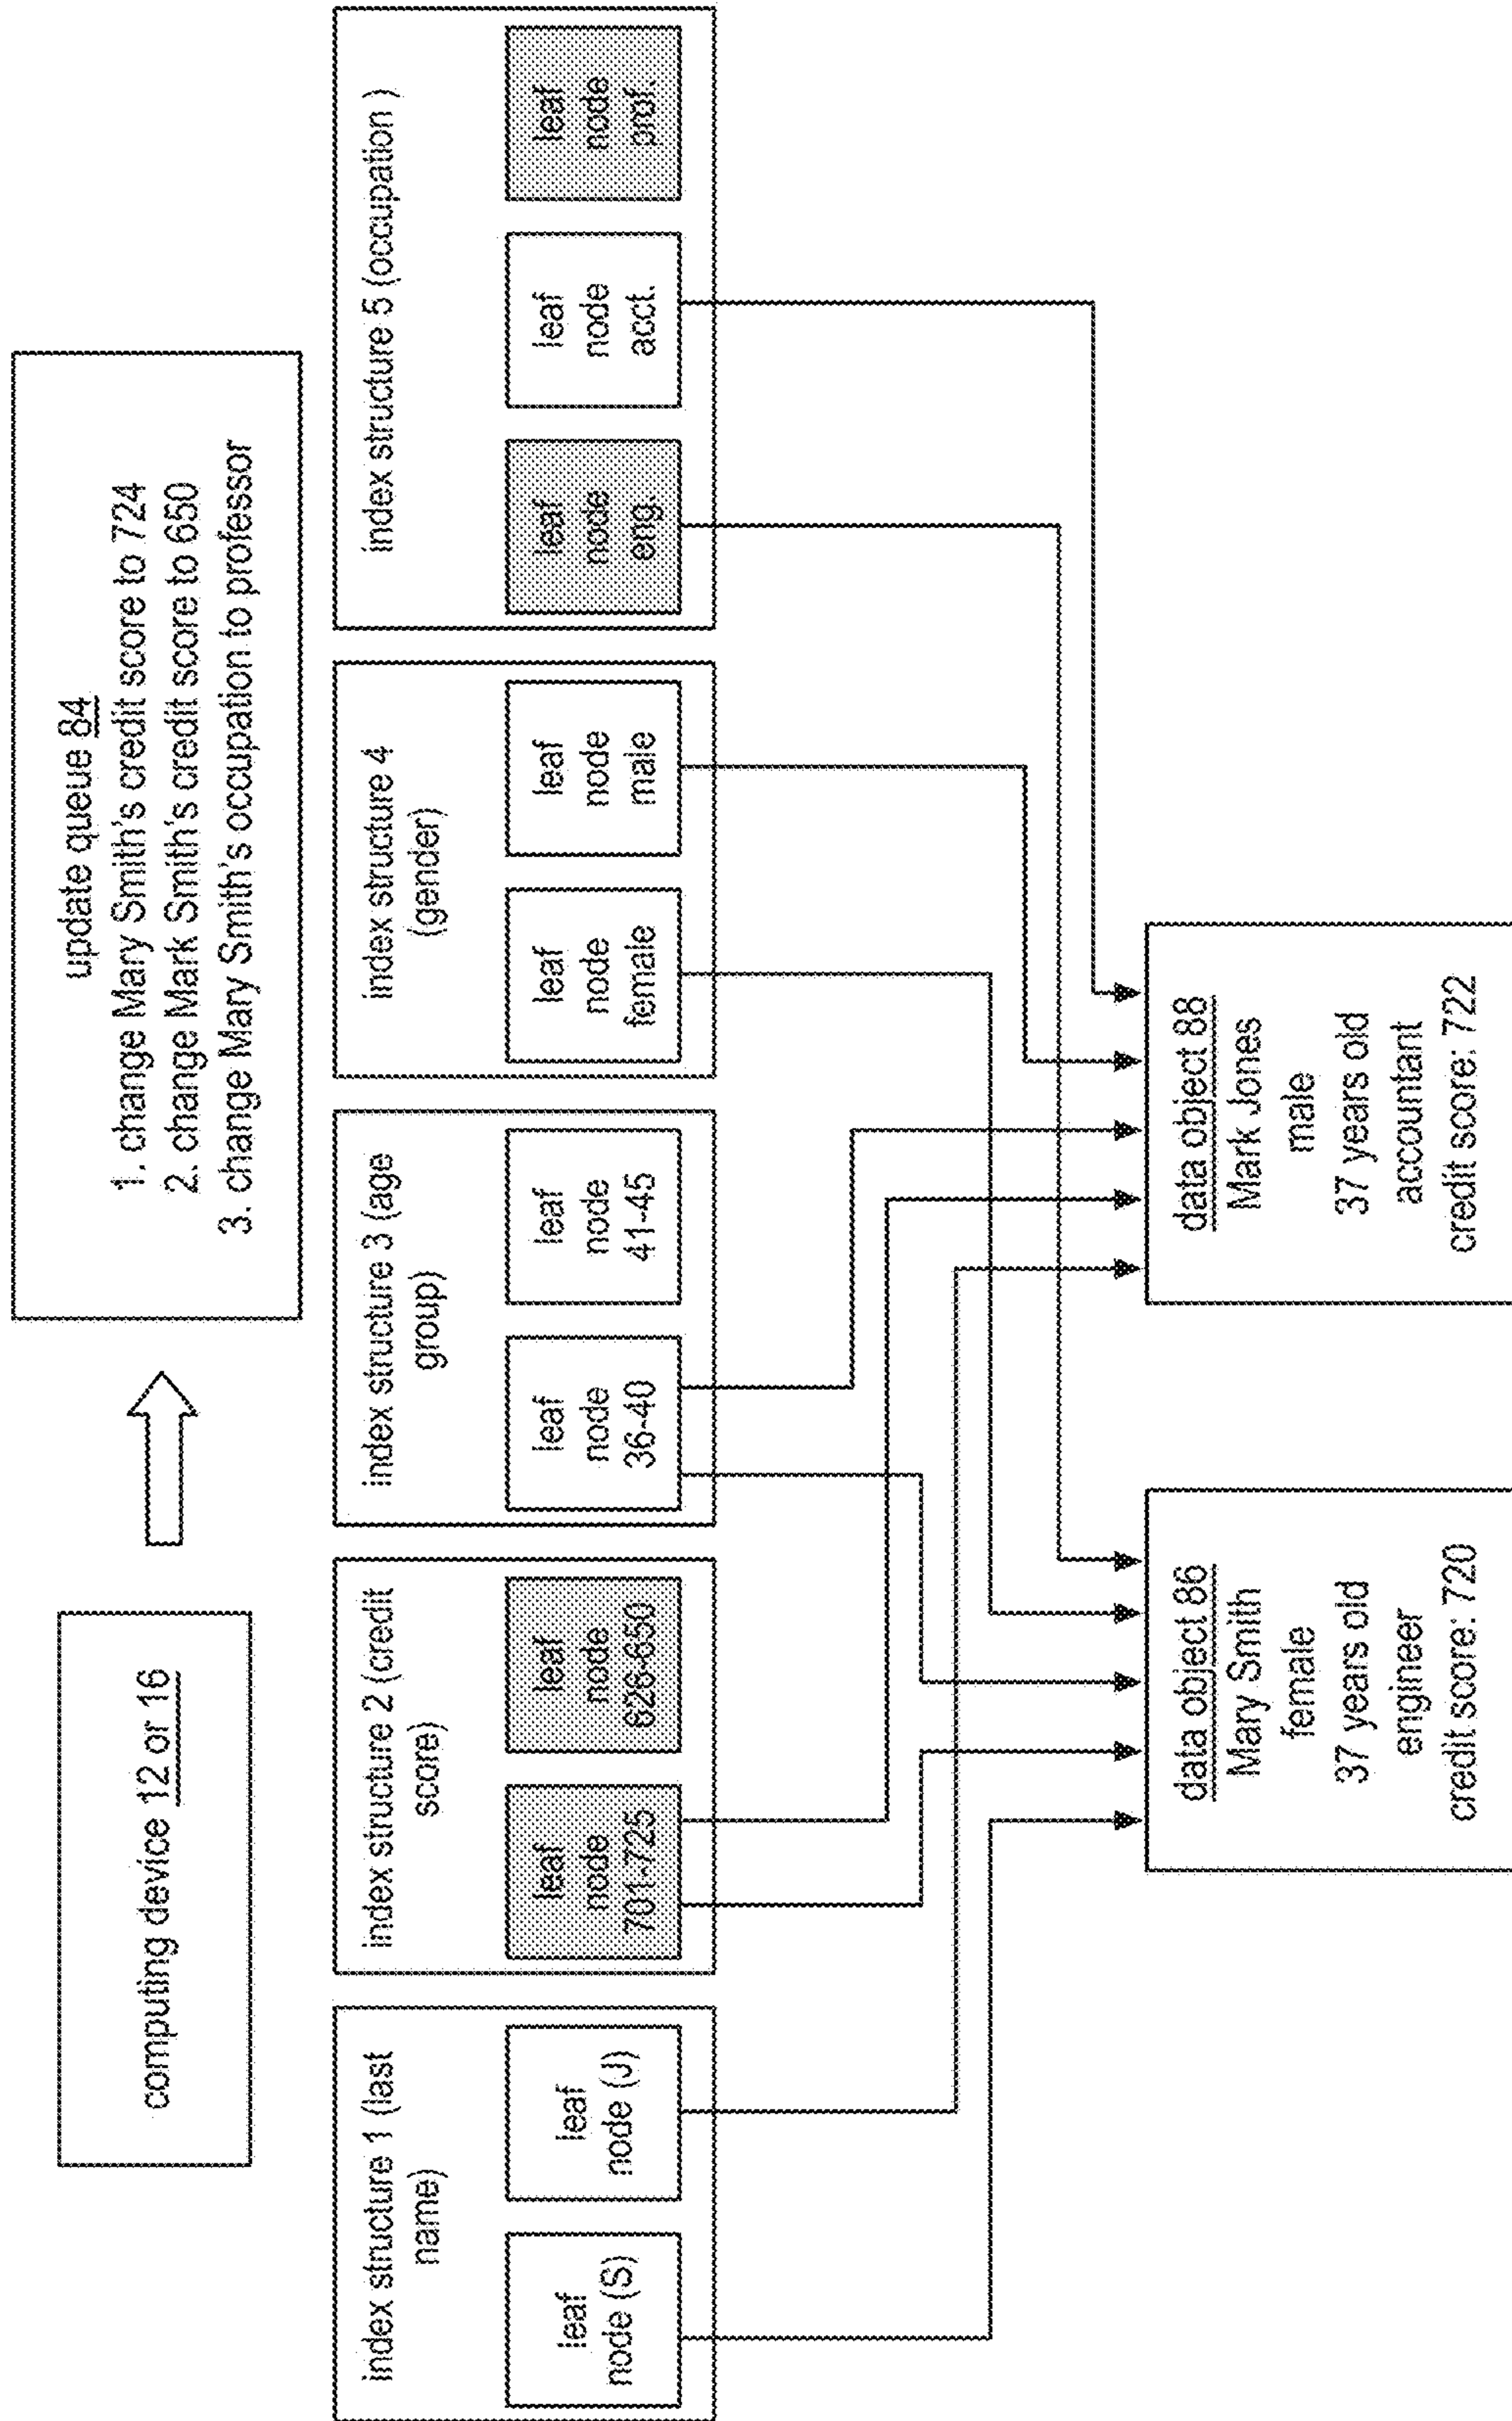 computing device 12 or 16
update queue 84
1. change Mary Smith's credit score to 724
2. change Mark Smith's credit score to 650
3. change Mary Smith's occupation to professor
index structure 1 (last
name)
leaf
node (S)
leaf
node (J)
index structure 2 (credit
score)
leaf
node
701-725
leaf
node
626-650
index structure 3 (age
group)
leaf
node
36-40
leaf
node
41-45
index structure 4
(gender)
leaf
node
female
leaf
node
male
index structure 5 (occupation )
leaf
node
eng.
leaf
node
acct.
leaf
node
prof.
data object 86
Mary Smith
female
37 years old
engineer
credit score: 720
data object 88
Mark Jones
male
37 years old
accountant
credit score: 722